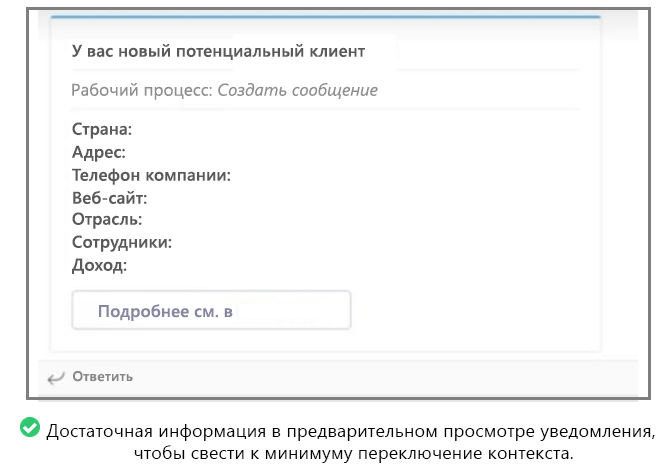 У вас новый потенциальный клиент
Рабочий процесс: Создать сообщение
Страна:
Адрес:
Телефон компании:
Веб-сайт:
Отрасль:
Сотрудники:
Доход:
Подробнее см. в
Ответить
Достаточная информация в предварительном просмотре уведомления,
чтобы свести к минимуму переключение контекста.